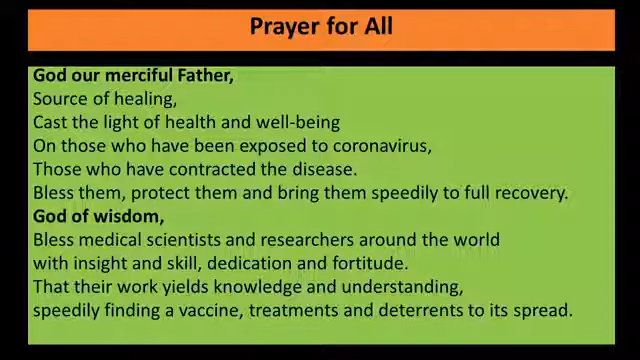 Prayer for All
God our merciful Father,
Source of healing,
Cast the light of health and well-being
On those who have been exposed to coronavirus,
Those who have contracted the disease.
Bless them, protect them and bring them speedily to full recovery.
God of wisdom,
Bless medical scientists and researchers around the world
with insight and skill, dedication and fortitude.
That their work yields knowledge and understanding,
speedily finding a vaccine, treatments and deterrents to its spread.